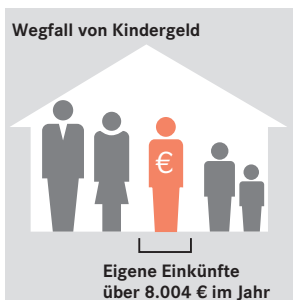 Wegfall von Kindergeld
€
Eigene Einkünfte
über 8.004 € im Jahr